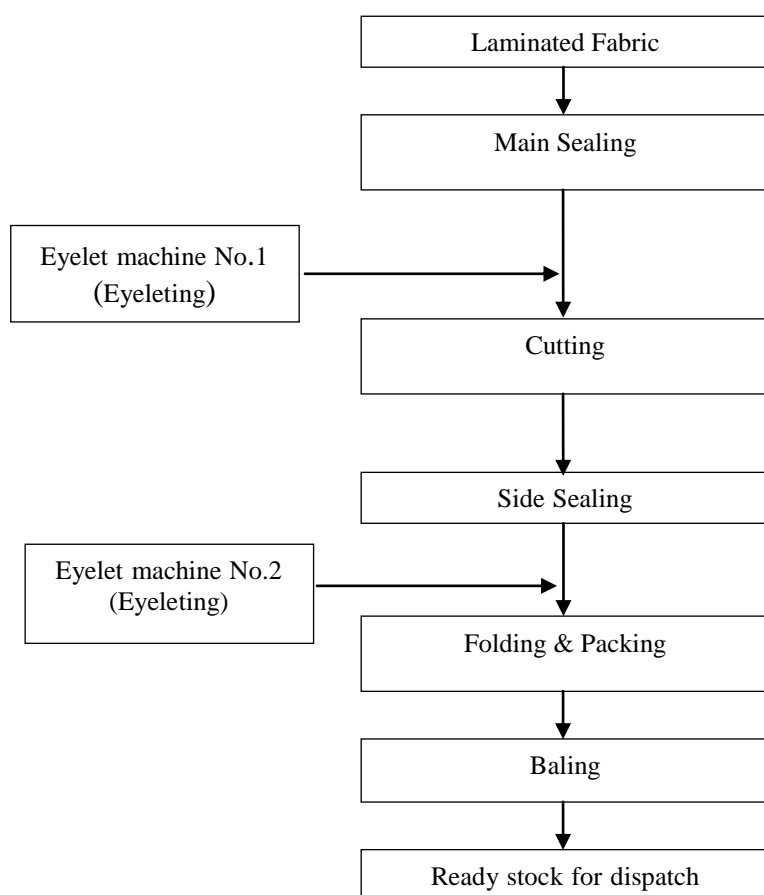 Laminated Fabric
Main Sealing
Eyelet machine No.1
(Eyeleting)
Cutting
Side Sealing
Eyelet machine No.2
(Eyeleting)
Folding & Packing
Baling
Ready stock for dispatch